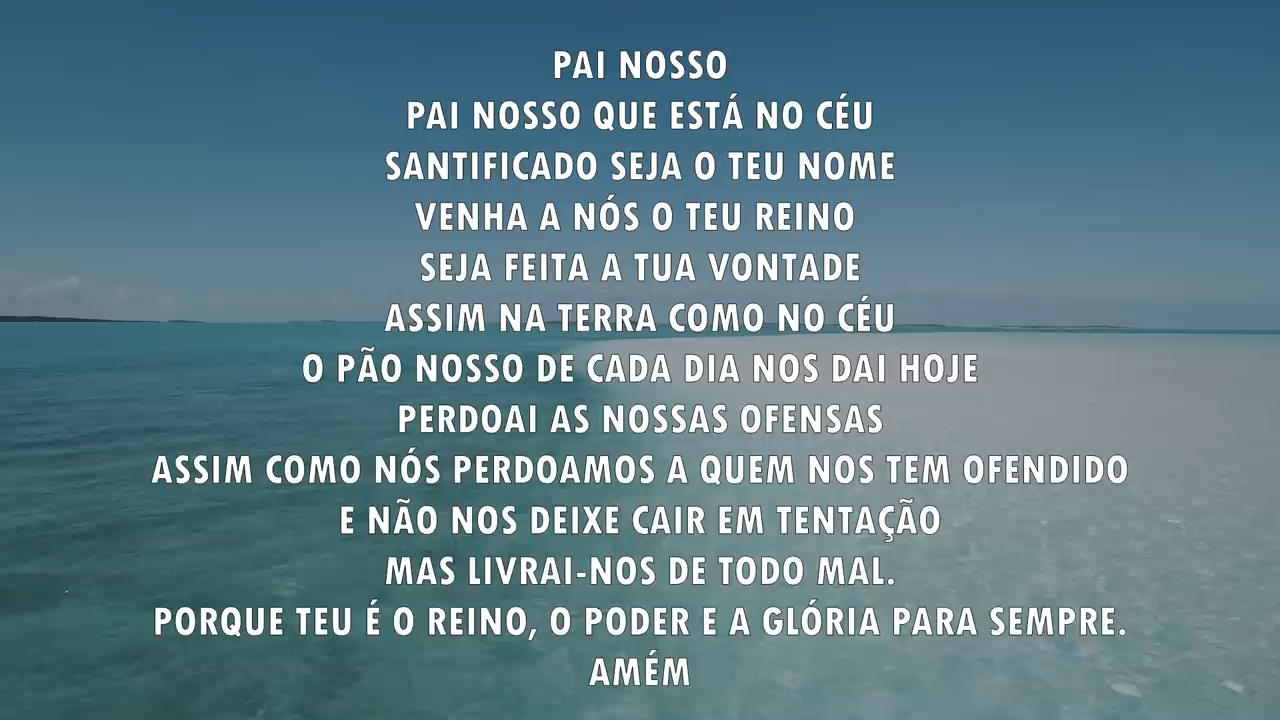 PAI NOSSO
PAI NOSSO QUE ESTÁ NO CÉU
SANTIFICADO SEJA O TEU NOME
VENHA A NÓS O TEU REINO
SEJA FEITA A TUA VONTADE
ASSIM NA TERRA COMO NO CÉU
O PÃO NOSSO DE CADA DIA NOS DAI HOJE
PERDOAI AS NOSSAS OFENSAS
ASSIM COMO NÓS PERDOAMOS A QUEM NOS TEM OFENDIDO
E NÃO NOS DEIXE CAIR EM TENTAÇÃO
MAS LIVRAI-NOS DE TODO MAL.
PORQUE TEU É O REINO, O PODER E A GLÓRIA PARA SEMPRE.
AMÉM